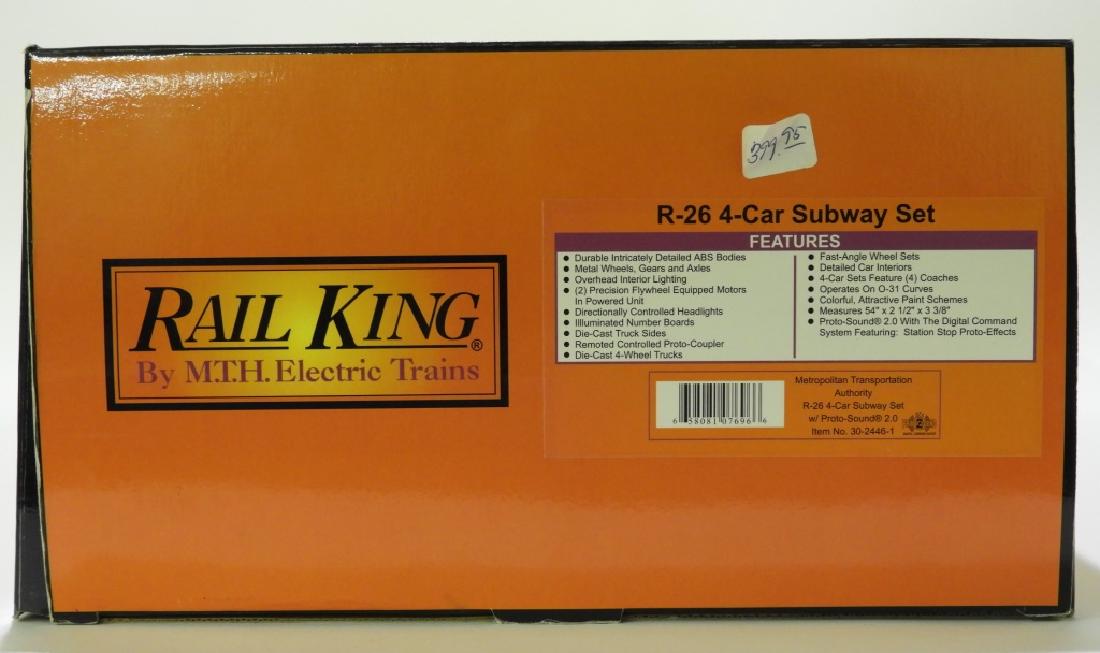 399.95
R-26 4-Car Subway Set
FEATURES
Durable Intricately Detailed ABS Bodies
Metal Wheels, Gears and Axles
Overhead Interior Lighting
(2) Precision Flywheel Equipped Motors
In Powered Unit
Directionally Controlled Headlights
Illuminated Number Boards
Die-Cast Truck Sides
Remoted Controlled Proto-Coupler
Die-Cast 4-Wheel Trucks
Fast-Angle Wheel Sets
Detailed Car Interiors
4-Car Sets Feature (4) Coaches
Operates On O-31 Curves
Colorful, Attractive Paint Schemes
Measures 54" x 2 1/2" x 3 3/8"
Proto-Sound® 2.0 With The Digital Command
System Featuring: Station Stop Proto-Effects
RAIL KING®
By M.T.H. Electric Trains
6 58081 07696 6
Metropolitan Transportation
Authority
R-26 4-Car Subway Set
w/ Proto-Sound® 2.0
Item No. 30-2446-1